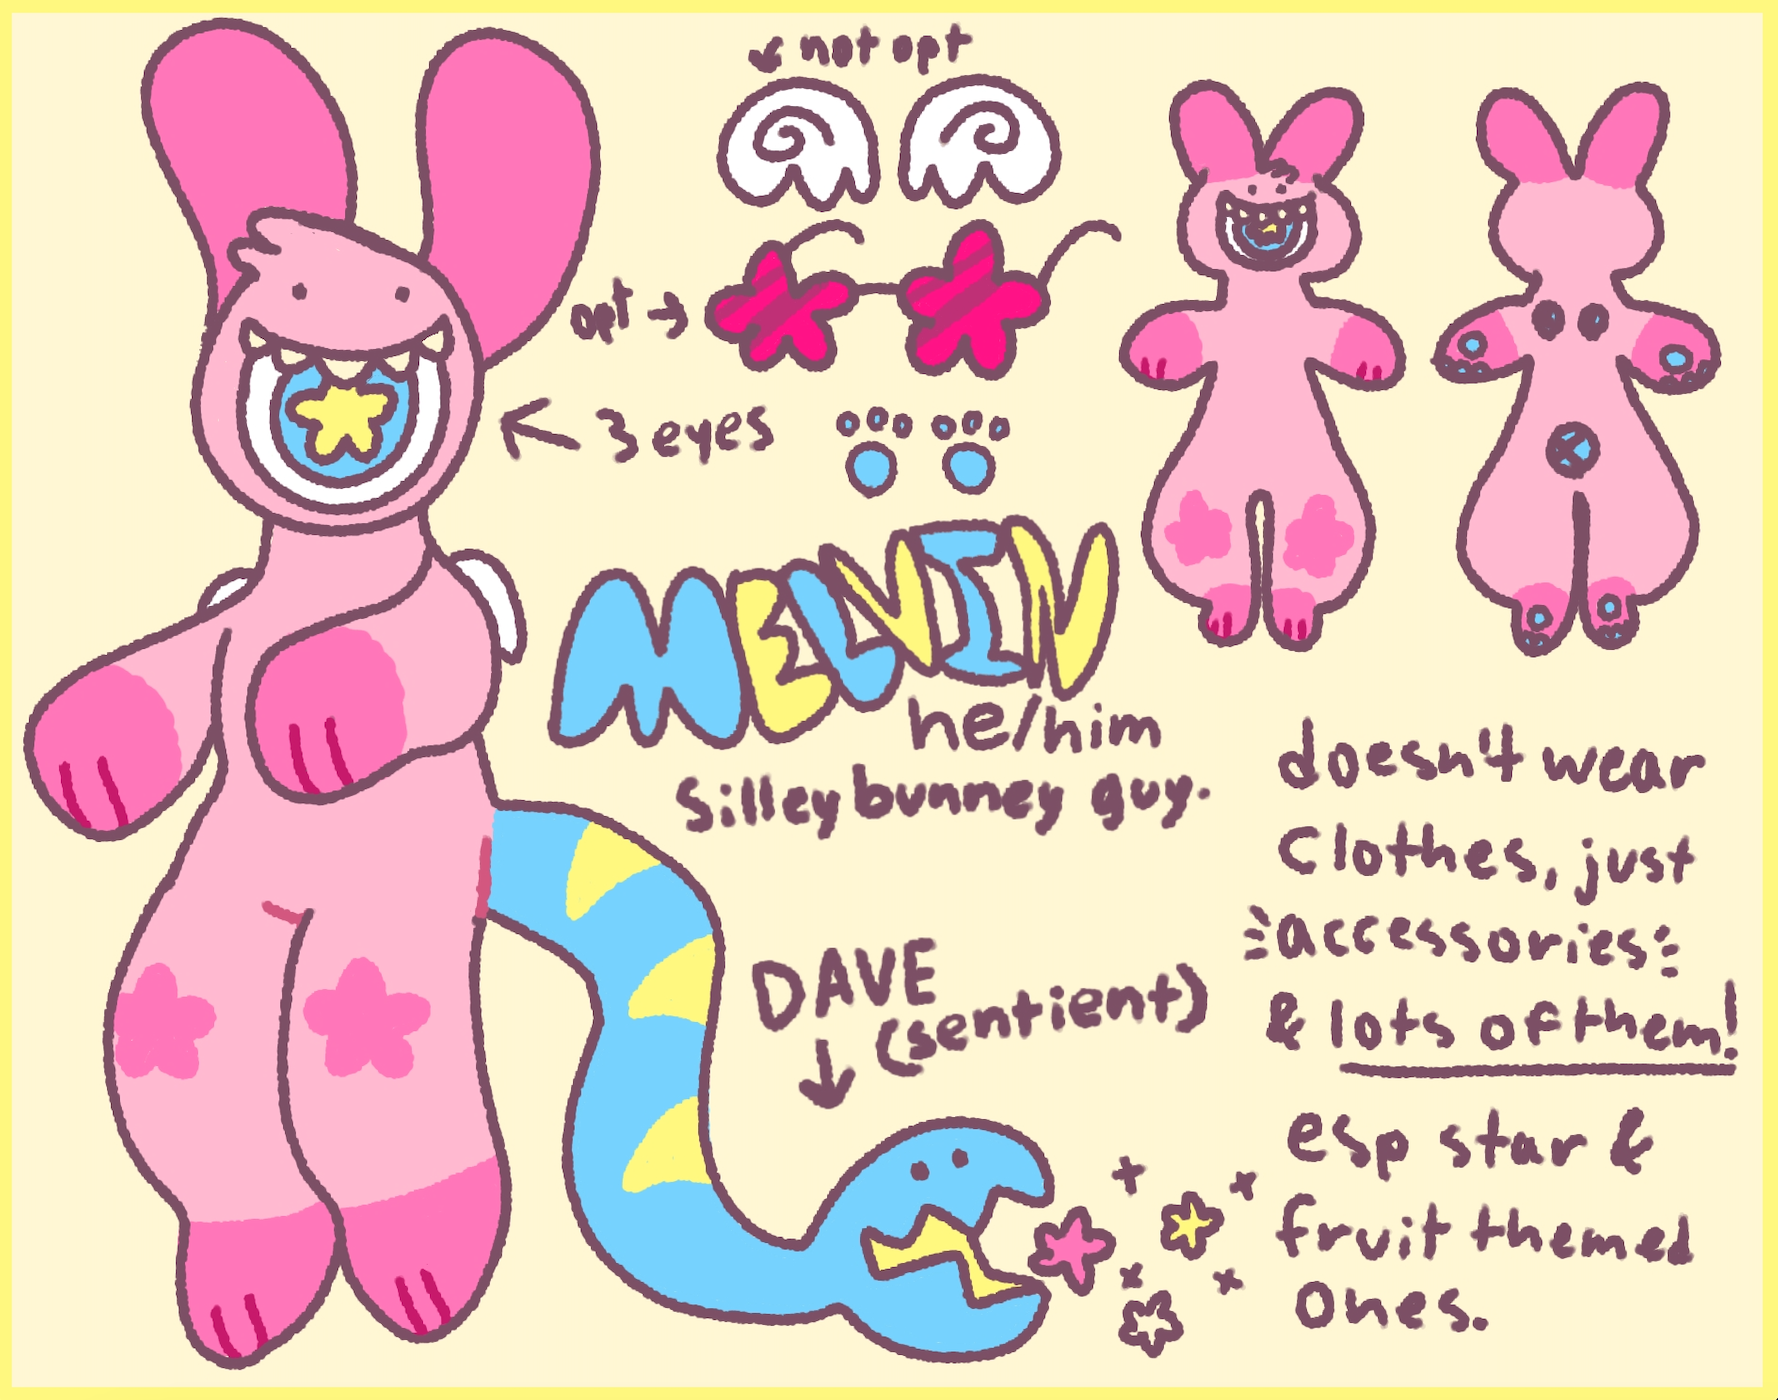 not opt
opt
3 eyes
MELVIN
he/him
silley bunney guy.
DAVE
(sentient)
doesn't wear
clothes, just
accessories
& lots of them!
esp star &
fruit themed
ones.